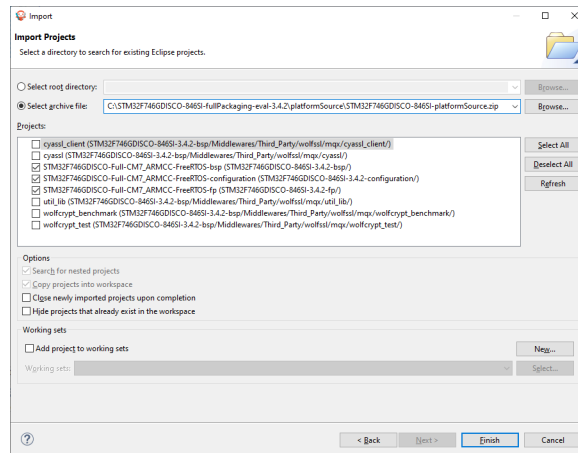 Import
Import Projects
Select a directory to search for existing Eclipse projects.
Select root directory:
Browse...
Select archive file:
C:\STM32F746GDISCO-846SI-fullPackaging-eval-3.4.2\platformSource\STM32F746GDISCO-846SI-platformSource.zip
Browse...
Projects:
cyassl_client (STM32F746GDISCO-846SI-3.4.2-bsp/Middlewares/Third_Party/wolfssl/mqx/cyassl_client/)
cyassl (STM32F746GDISCO-846SI-3.4.2-bsp/Middlewares/Third_Party/wolfssl/mqx/cyassl/)
STM32F746GDISCO-Full-CM7_ARMCC-FreeRTOS-bsp (STM32F746GDISCO-846SI-3.4.2-bsp/)
STM32F746GDISCO-Full-CM7_ARMCC-FreeRTOS-configuration (STM32F746GDISCO-846SI-3.4.2-configuration/)
STM32F746GDISCO-Full-CM7_ARMCC-FreeRTOS-fp (STM32F746GDISCO-846SI-3.4.2-fp/)
util_lib (STM32F746GDISCO-846SI-3.4.2-bsp/Middlewares/Third_Party/wolfssl/mqx/util_lib/)
wolfcrypt_benchmark (STM32F746GDISCO-846SI-3.4.2-bsp/Middlewares/Third_Party/wolfssl/mqx/wolfcrypt_benchmark/)
wolfcrypt_test (STM32F746GDISCO-846SI-3.4.2-bsp/Middlewares/Third_Party/wolfssl/mqx/wolfcrypt_test/)
Select All
Deselect All
Refresh
Options
Search for nested projects
Copy projects into workspace
Close newly imported projects upon completion
Hide projects that already exist in the workspace
Working sets
Add project to working sets
New...
Working sets:
Select...
?
< Back
Next >
Finish
Cancel